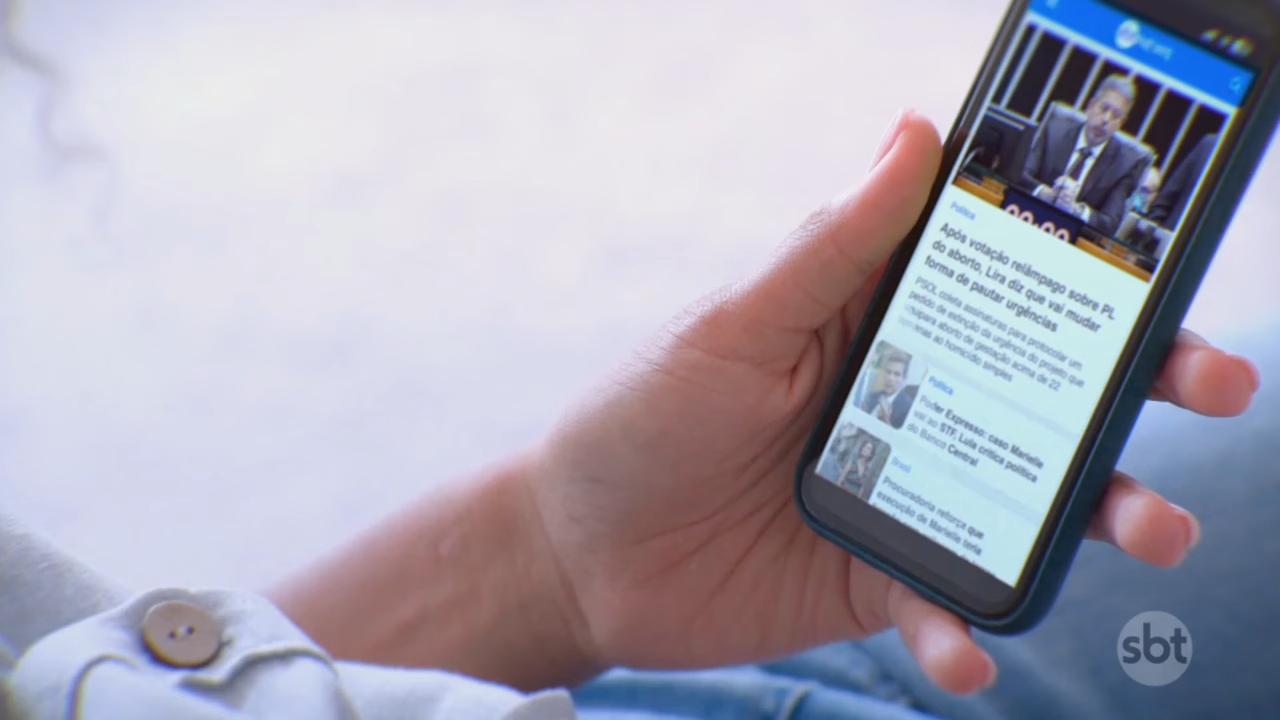 news
00:00
Política
Após votação relâmpago sobre PL
do aborto, Lira diz que vai mudar
forma de pautar urgências
PSOL coleta assinaturas para protocolar um
pedido de extinção da urgência do projeto que
aborto de gestação acima de 22
ao homicídio simples
Política
Poder Expresso: caso Marielle
vai ao STF, Lula critica política
do Banco Central
Brasil
Procuradoria reforça que
execução de Marielle teria
sbt